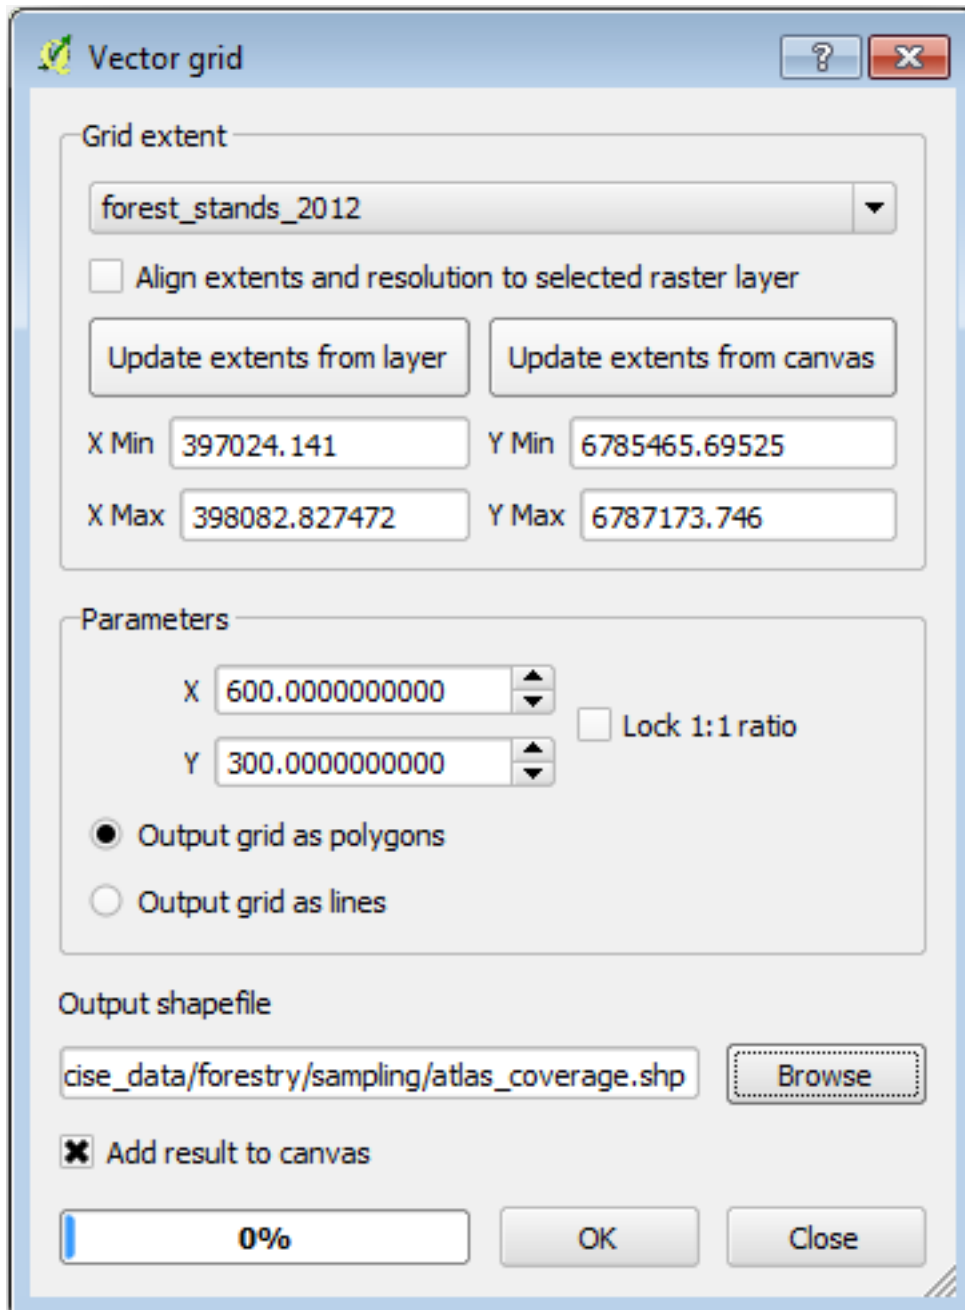 Vector grid
Grid extent
forest_stands_2012
Align extents and resolution to selected raster layer
Update extents from layer Update extents from canvas
X Min 397024.141 Y Min 6785465.69525
X Max 398082.827472 Y Max 6787173.746
Parameters
X 600.0000000000
Lock 1:1 ratio
Y 300.0000000000
Output grid as polygons
Output grid as lines
Output shapefile
cise_data/forestry/sampling/atlas_coverage.shp Browse
Add result to canvas
0% OK Close